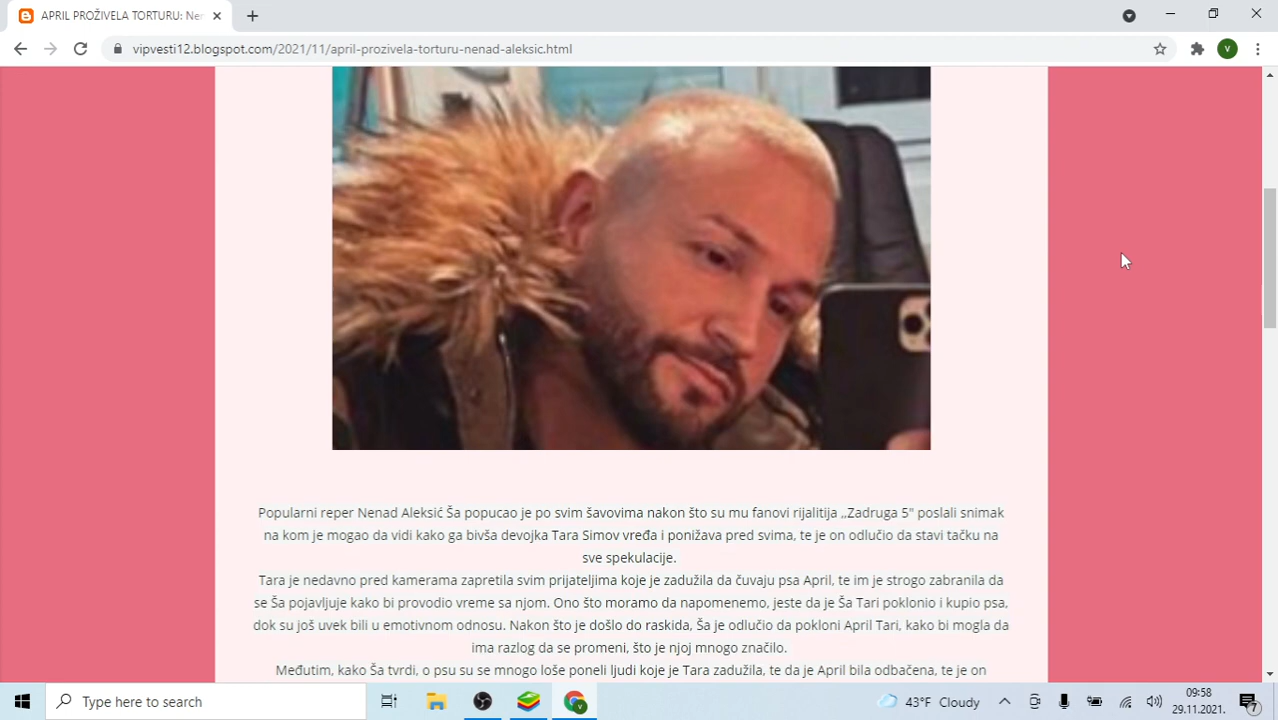 APRIL PROŽIVELA TORTURU: Ner
vipvesti12.blogspot.com/2021/11/april-prozivela-torturu-nenad-aleksic.html
V
Popularni reper Nenad Aleksić Ša popucao je po svim šavovima nakon što su mu fanovi rijalitija ,,Zadruga 5" poslali snimak
na kom je mogao da vidi kako ga bivša devojka Tara Simov vređa i ponižava pred svima, te je on odlučio da stavi tačku na
sve spekulacije.
Tara je nedavno pred kamerama zapretila svim prijateljima koje je zadužila da čuvaju psa April, te im je strogo zabranila da
se Ša pojavljuje kako bi provodio vreme sa njom. Ono što moramo da napomenemo, jeste da je Ša Tari poklonio i kupio psa,
dok su još uvek bili u emotivnom odnosu. Nakon što je došlo do raskida, Ša je odlučio da pokloni April Tari, kako bi mogla da
ima razlog da se promeni, što je njoj mnogo značilo.
Međutim, kako Ša tvrdi, o psu su se mnogo loše poneli ljudi koje je Tara zadužila, te da je April bila odbačena, te je on
Type here to search
43°F Cloudy
09:58
29.11.2021.
7